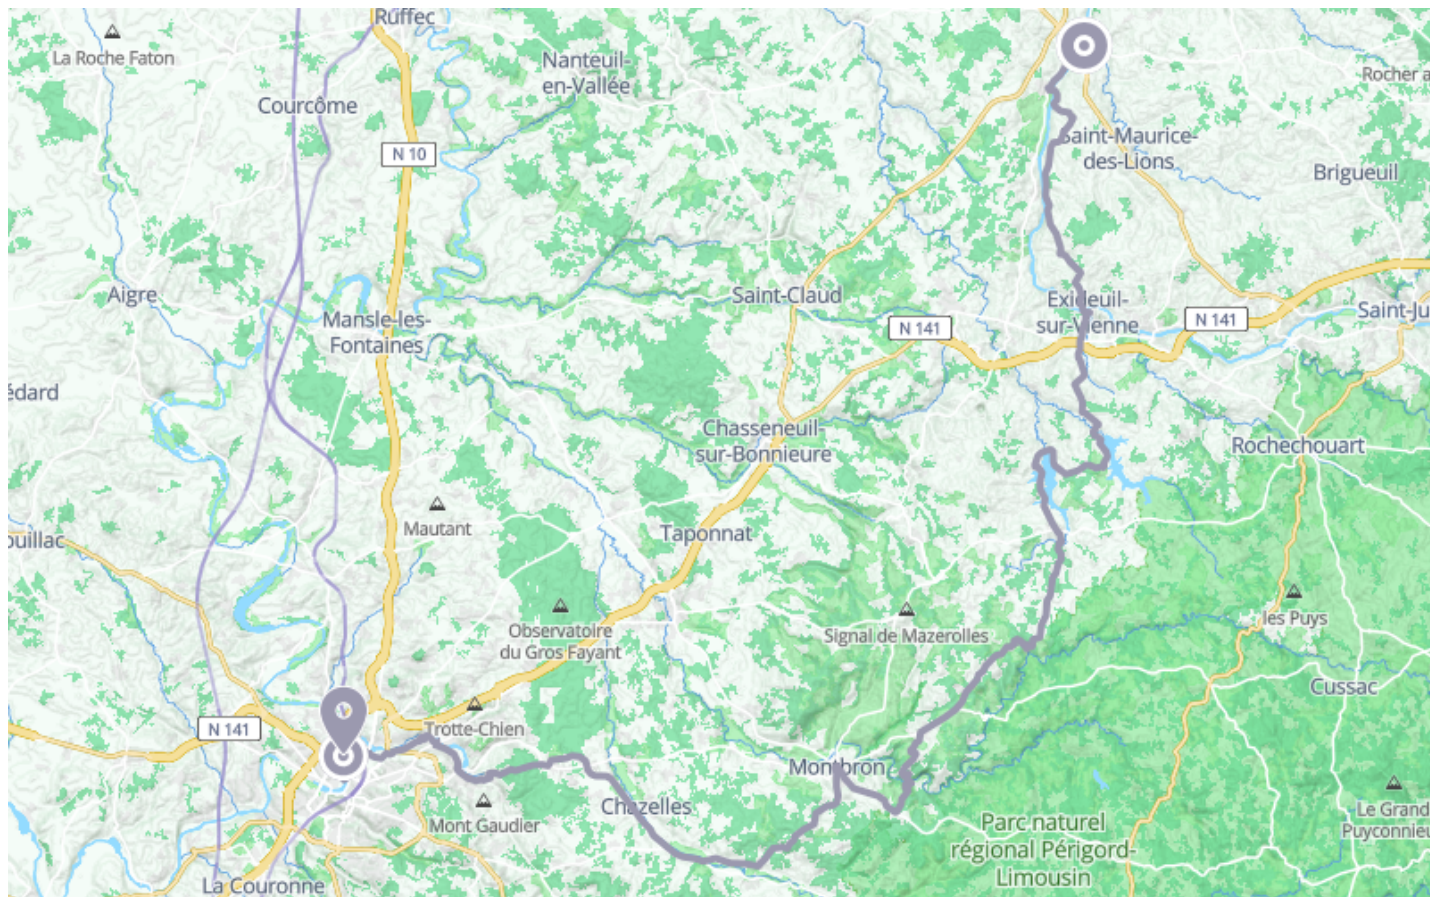 Ruffec
La Roche Faton
Nanteuil-
en-Vallée
Rocher a
Courcôme
N 10
Saint-Maurice-
des-Lions
Brigueuil
Aigre
Saint-Claud
Exideuil-
sur-Vienne
Mansle-les-
Fontaines
N 141
N 141
Saint-Ju
édard
Chasseneuil-
sur-Bonnieure
Rochechouart
Mautant
Taponnat
ouillac
Observatoire
du Gros Fayant
Signal de Mazerolles
les Puys
Cussac
N 141
Trotte-Chien
Montbron
Chazelles
Mont Gaudier
Parc naturel
régional Périgord-
Limousin
Le Grand
Puyconnieu
La Couronne